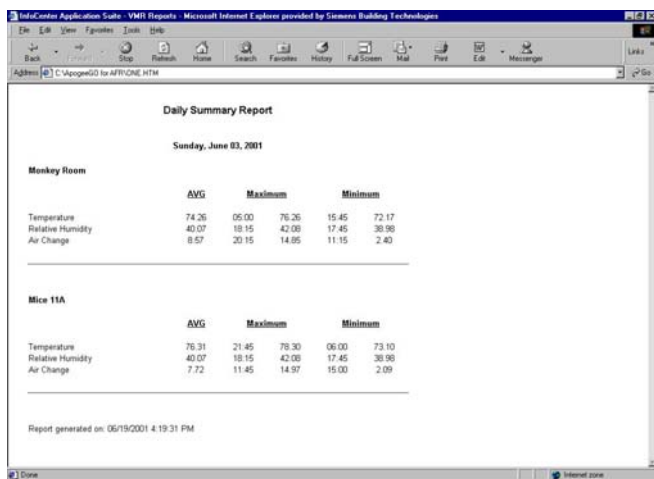 InfoCenter Application Suite - VMR Reports - Microsoft Internet Explorer provided by Siemens Building Technologies
File Edit View Favorites Tools Help
Back Forward Stop Refresh Home Search Favorites History Full Screen Mail Print Edit Messenger Links
Address C:\ApogeeGO for AFR\ONE.HTM Go
Daily Summary Report
Sunday, June 03, 2001
Monkey Room
AVG Maximum Minimum
Temperature 74.26 05:00 76.26 15:45 72.17
Relative Humidity 40.07 18:15 42.08 17:45 38.98
Air Change 8.57 20:15 14.85 11:15 2.40
Mice 11A
AVG Maximum Minimum
Temperature 76.31 21:45 78.30 06:00 73.10
Relative Humidity 40.07 18:15 42.08 17:45 38.98
Air Change 7.72 11:45 14.97 15:00 2.09
Report generated on: 06/19/2001 4:19:31 PM
Done Internet zone